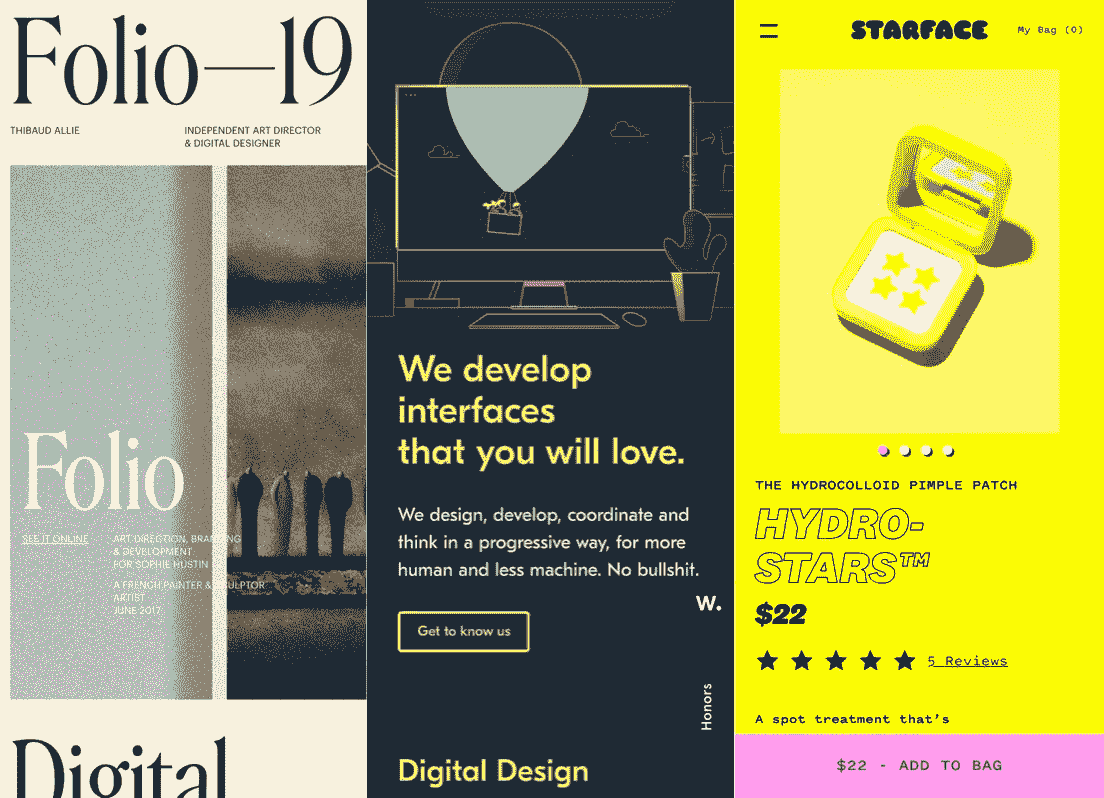 Folio—19
THIBAUD ALLIE
INDEPENDENT ART DIRECTOR
& DIGITAL DESIGNER
Folio
SEE IT ONLINE
ART DIRECTION, BRANDING
& DEVELOPMENT
FOR SOPHIE HUSTIN
A FRENCH PAINTER & SCULPTOR
ARTIST
JUNE 2017
Digital
We develop
interfaces
that you will love.
We design, develop, coordinate and
think in a progressive way, for more
human and less machine. No bullshit.
W.
Get to know us
Honors
Digital Design
STARFACE
My Bag (0)
THE HYDROCOLLOID PIMPLE PATCH
HYDRO-
STARS™
$22
5 Reviews
A spot treatment that’s
$22 - ADD TO BAG